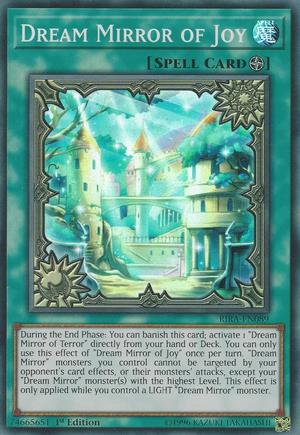 DREAM MIRROR OF JOY
魔
[SPELL CARD]
RIRA-EN089
During the End Phase: You can banish this card; activate 1 "Dream
Mirror of Terror" directly from your hand or Deck. You can only
use this effect of "Dream Mirror of Joy" once per turn. "Dream
Mirror" monsters you control cannot be targeted by your
opponent's card effects, or their monsters' attacks, except your
"Dream Mirror" monster(s) with the highest Level. This effect is
only applied while you control a LIGHT "Dream Mirror" monster.
74665651 1st Edition ©1996 KAZUKI TAKAHASHI